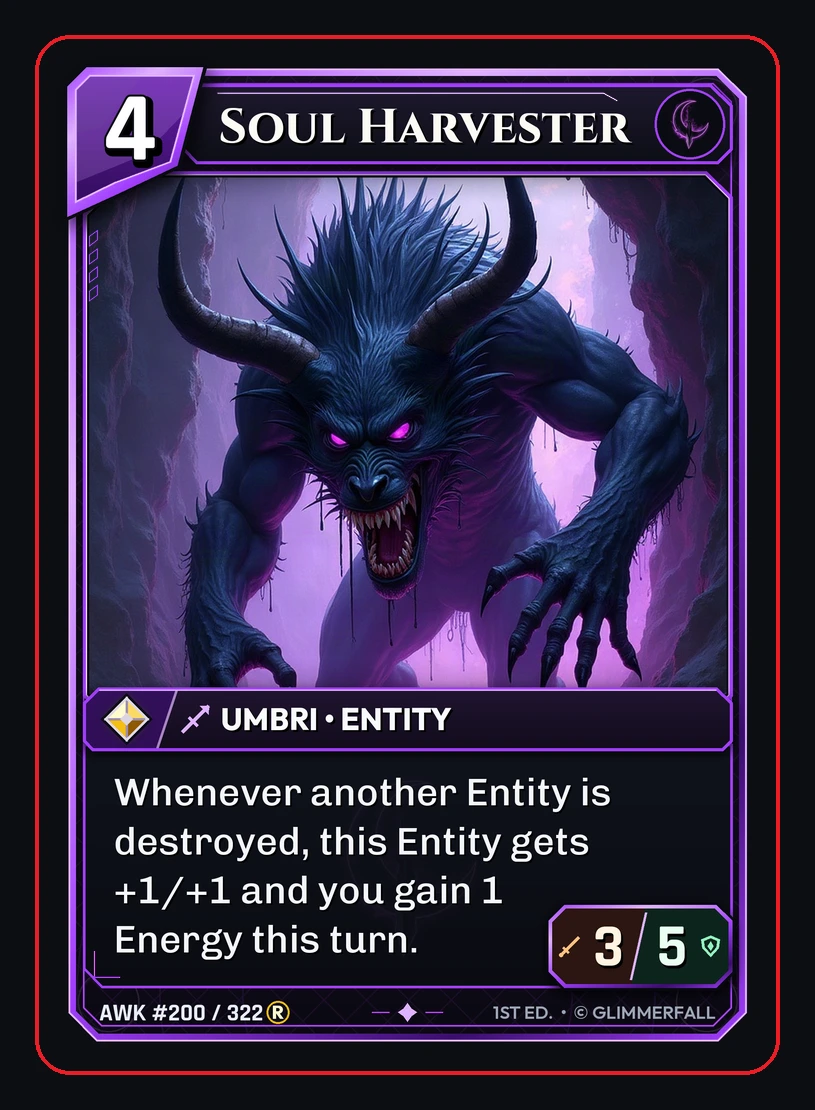 4
SOUL HARVESTER
UMBRI • ENTITY
Whenever another Entity is
destroyed, this Entity gets
+1/+1 and you gain 1
Energy this turn.
3 / 5
AWK #200 / 322 R
1ST ED. • © GLIMMERFALL